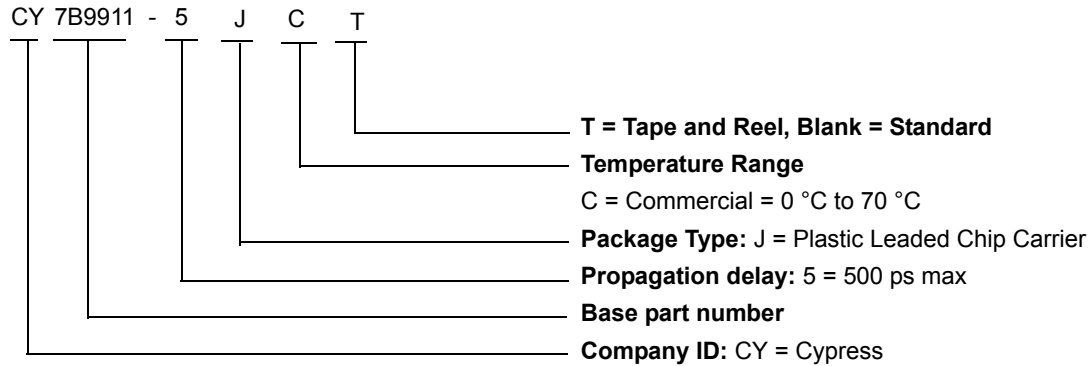 CY 7B9911 - 5 J C T
T = Tape and Reel, Blank = Standard
Temperature Range
C = Commercial = 0 °C to 70 °C
Package Type: J = Plastic Leaded Chip Carrier
Propagation delay: 5 = 500 ps max
Base part number
Company ID: CY = Cypress